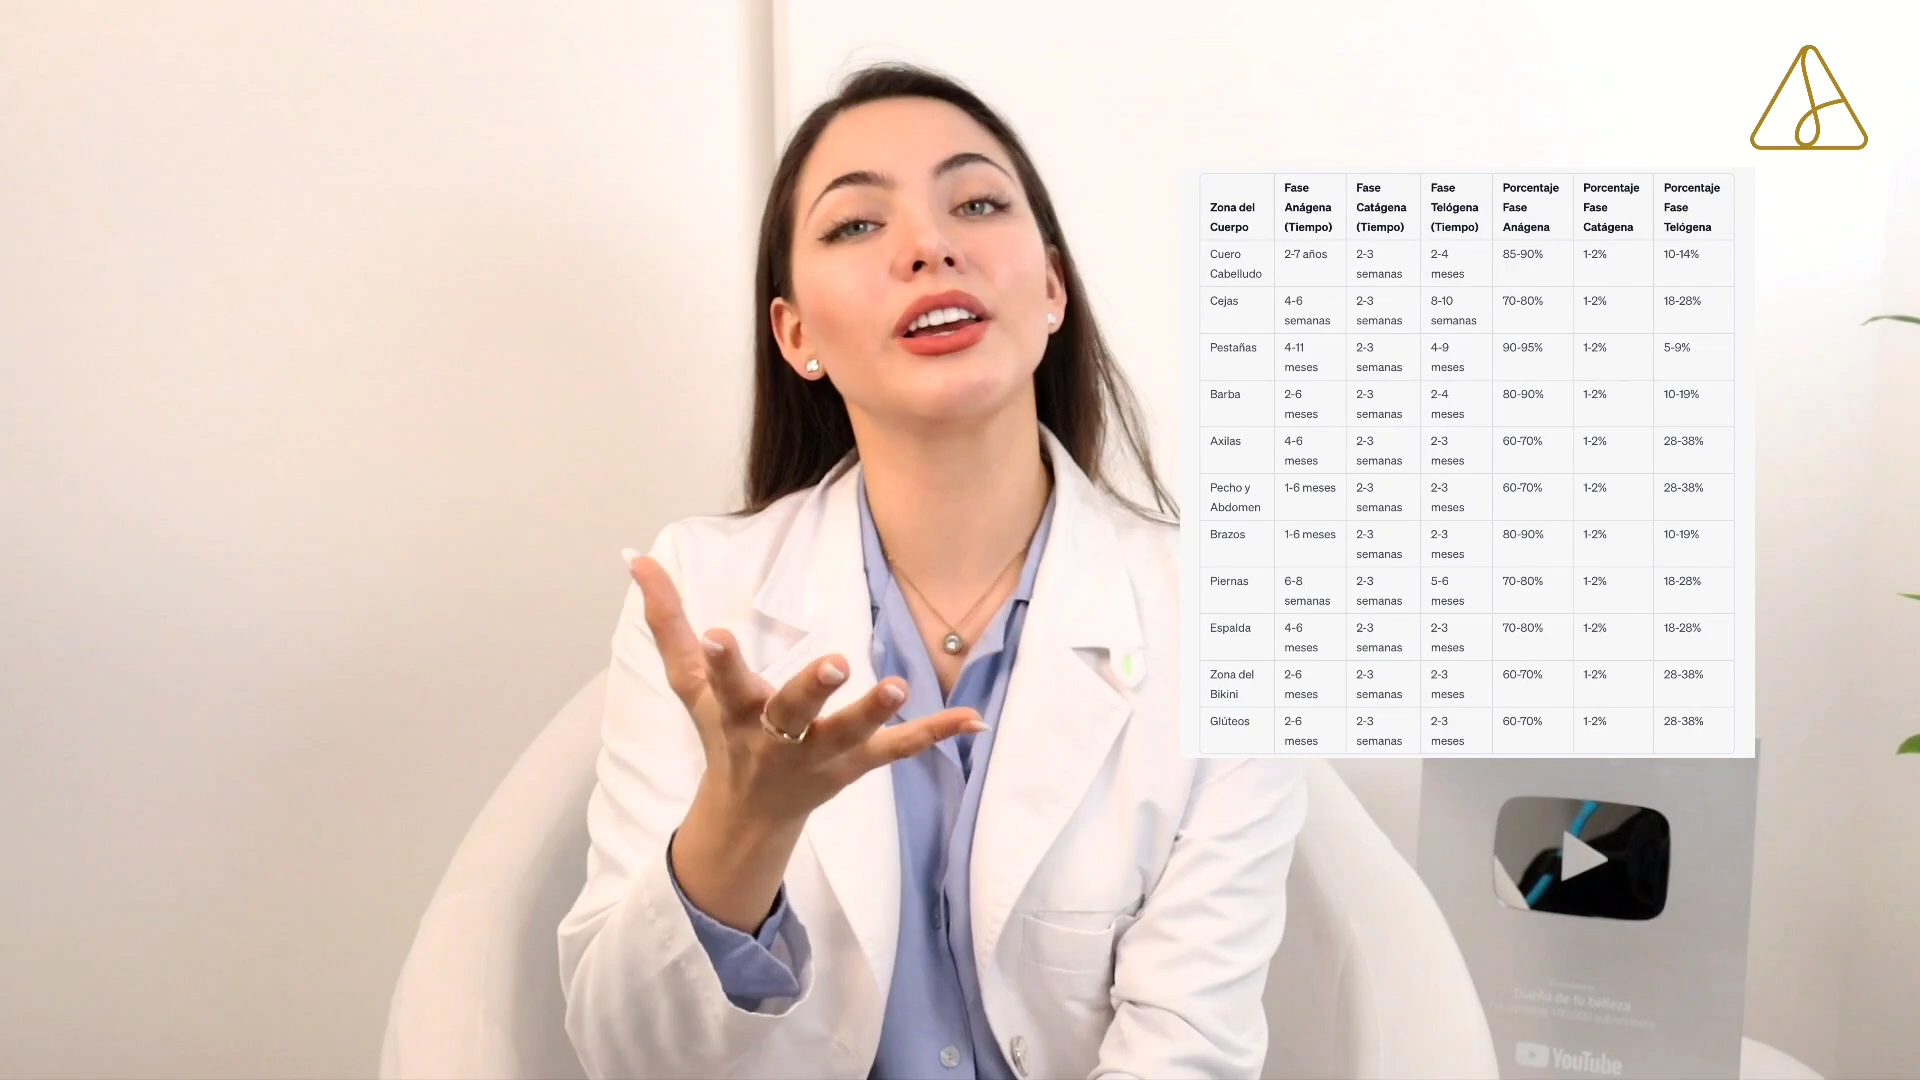 Zona del Cuerpo | Fase Anágena (Tiempo) | Fase Catágena (Tiempo) | Fase Telógena (Tiempo) | Porcentaje Fase Anágena | Porcentaje Fase Catágena | Porcentaje Fase Telógena
Cuero Cabelludo | 2-7 años | 2-3 semanas | 2-4 meses | 85-90% | 1-2% | 10-14%
Cejas | 4-6 semanas | 2-3 semanas | 8-10 semanas | 70-80% | 1-2% | 18-28%
Pestañas | 4-11 meses | 2-3 semanas | 4-9 meses | 90-95% | 1-2% | 5-9%
Barba | 2-6 meses | 2-3 semanas | 2-4 meses | 80-90% | 1-2% | 10-19%
Axilas | 4-6 meses | 2-3 semanas | 2-3 meses | 60-70% | 1-2% | 28-38%
Pecho y Abdomen | 1-6 meses | 2-3 semanas | 2-3 meses | 60-70% | 1-2% | 28-38%
Brazos | 1-6 meses | 2-3 semanas | 2-3 meses | 80-90% | 1-2% | 10-19%
Piernas | 6-8 semanas | 2-3 semanas | 5-6 meses | 70-80% | 1-2% | 18-28%
Espalda | 4-6 meses | 2-3 semanas | 2-3 meses | 70-80% | 1-2% | 18-28%
Zona del Bikini | 2-6 meses | 2-3 semanas | 2-3 meses | 60-70% | 1-2% | 28-38%
Glúteos | 2-6 meses | 2-3 semanas | 2-3 meses | 60-70% | 1-2% | 28-38%
Dueña de tu belleza
YouTube